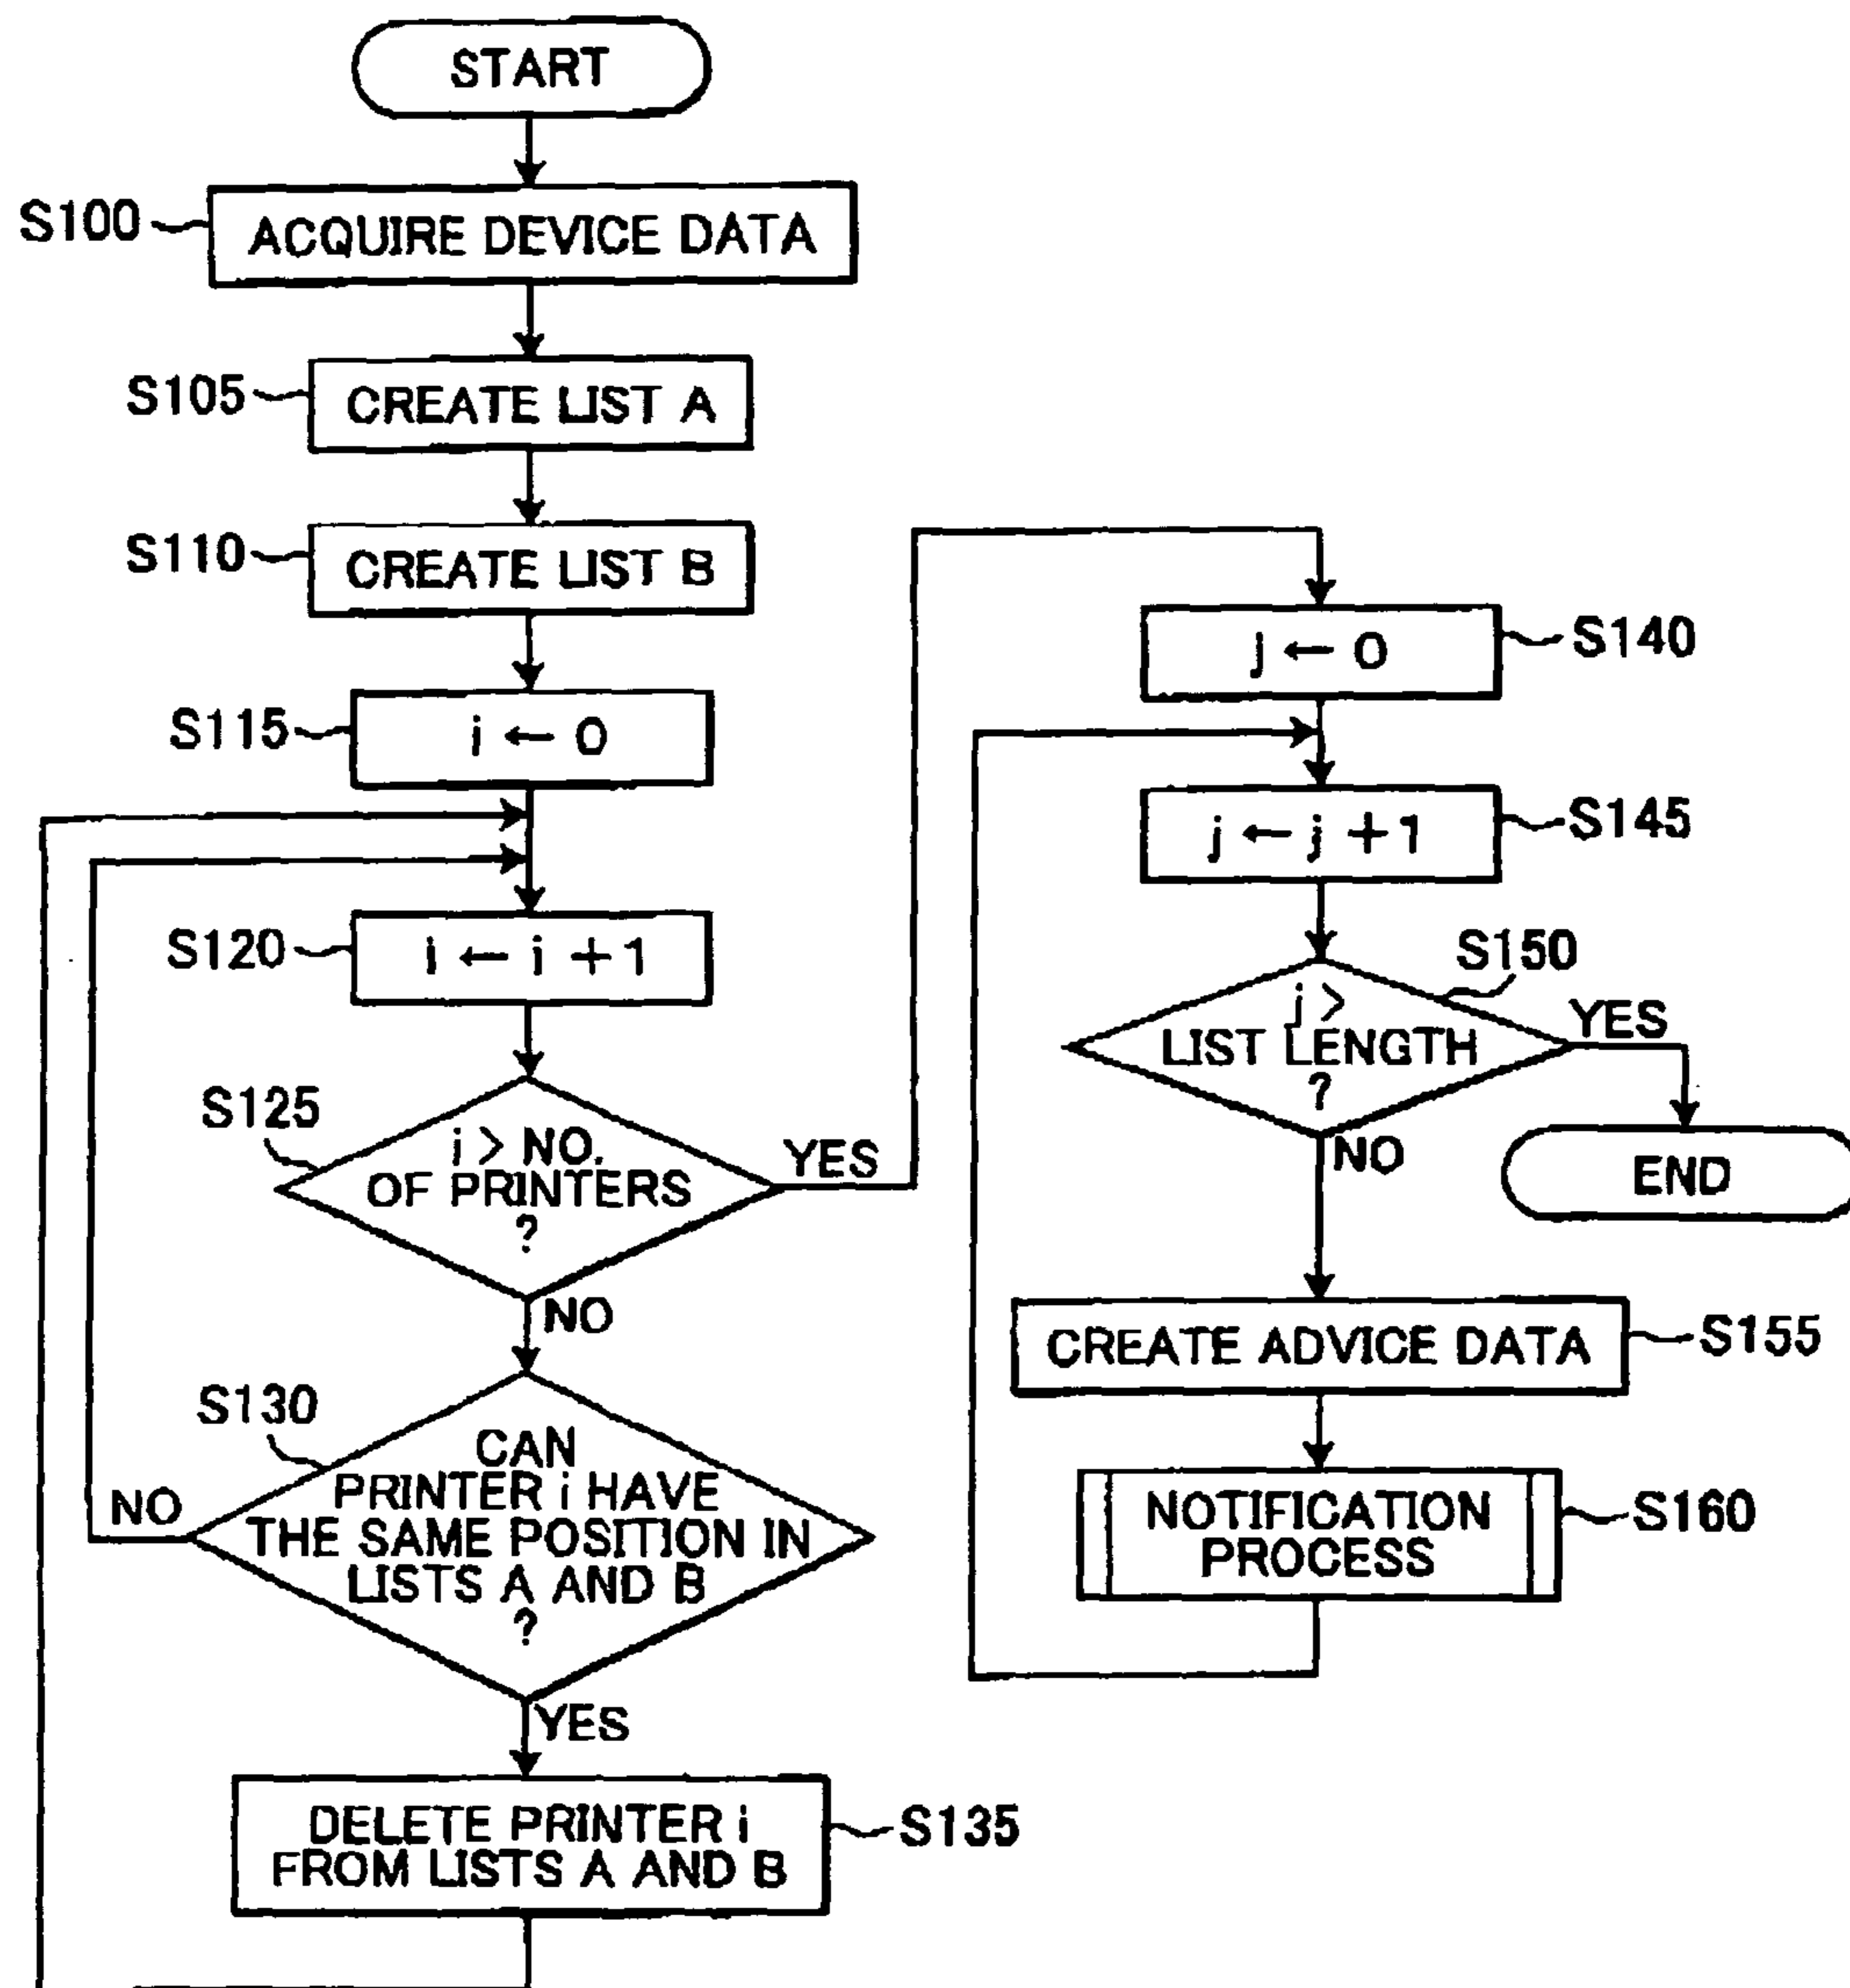 START
S100
ACQUIRE DEVICE DATA
S105
CREATE LIST A
S110
CREATE LIST B
S115
i ← 0
S120
i ← i + 1
S125
i > NO.
OF PRINTERS
?
YES
NO
S130
CAN
PRINTER i HAVE
THE SAME POSITION IN
LISTS A AND B
?
NO
YES
DELETE PRINTER i
FROM LISTS A AND B
S135
j ← 0
S140
j ← j + 1
S145
S150
j >
LIST LENGTH
?
YES
NO
END
CREATE ADVICE DATA
S155
NOTIFICATION
PROCESS
S160